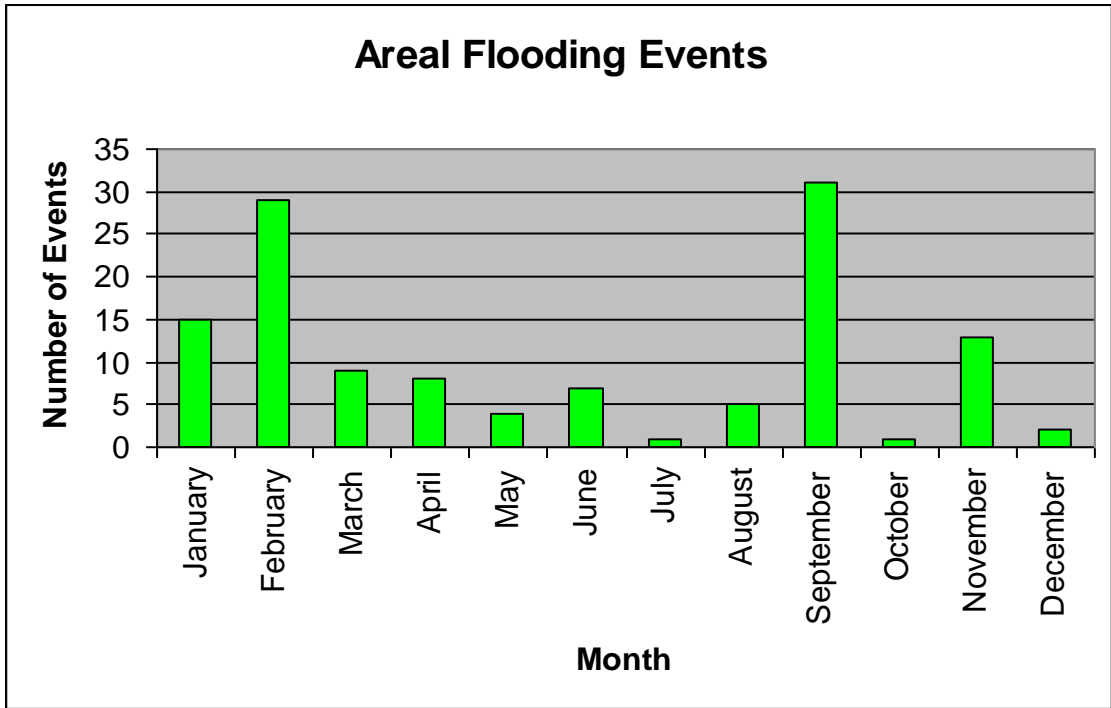 Areal Flooding Events
Number of Events
35
30
25
20
15
10
5
0
January
February
March
April
May
June
July
August
September
October
November
December
Month